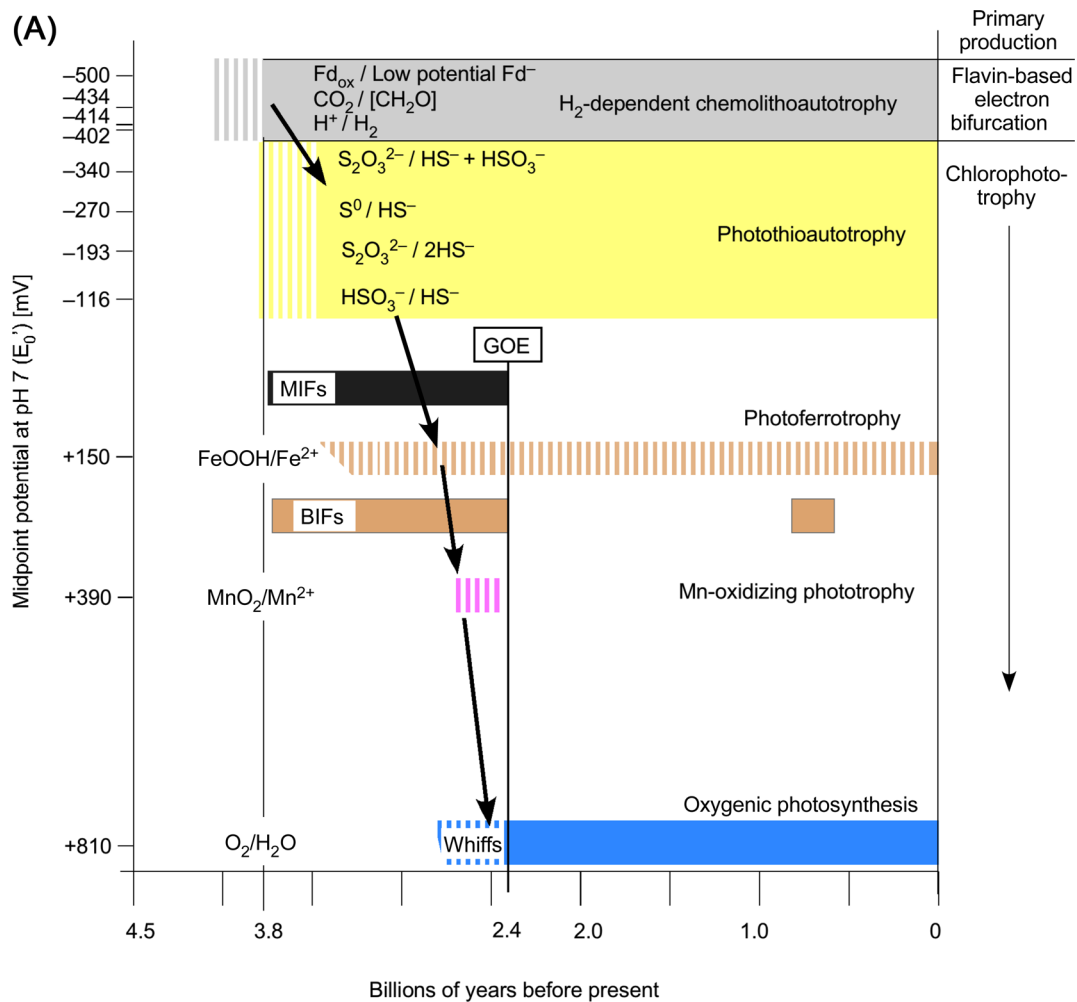 (A)
Primary
production
–500
–434
–414
–402
–340
–270
–193
–116
+150
+390
+810
Midpoint potential at pH 7 (E₀’) [mV]
Fdₒₓ / Low potential Fd⁻
CO₂ / [CH₂O]
H⁺ / H₂
H₂-dependent chemolithoautotrophy
Flavin-based
electron
bifurcation
S₂O₃²⁻ / HS⁻ + HSO₃⁻
S⁰ / HS⁻
S₂O₃²⁻ / 2HS⁻
HSO₃⁻ / HS⁻
Photothioautotrophy
Chlorophoto-
trophy
GOE
MIFs
Photoferrotrophy
FeOOH/Fe²⁺
BIFs
MnO₂/Mn²⁺
Mn-oxidizing phototrophy
Oxygenic photosynthesis
O₂/H₂O
Whiffs
4.5
3.8
2.4
2.0
1.0
0
Billions of years before present